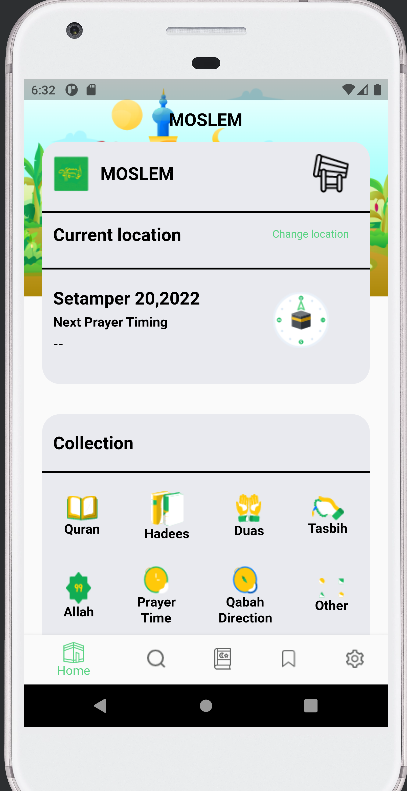 6:32
MOSLEM
MOSLEM
Current location
Change location
Setamper 20,2022
Next Prayer Timing
--
Collection
Quran
Hadees
Duas
Tasbih
Allah
Prayer
Time
Qabah
Direction
Other
Home